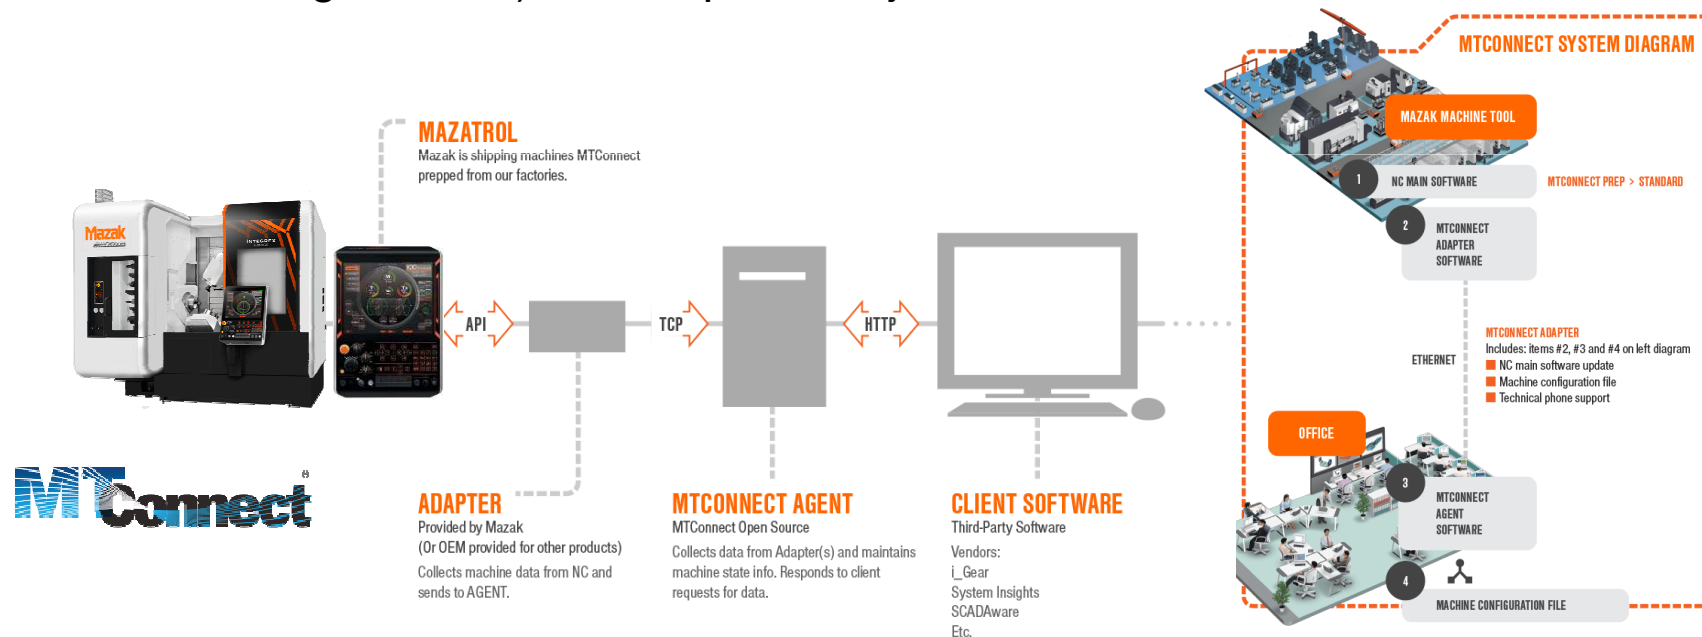 MTCONNECT SYSTEM DIAGRAM
MAZAK MACHINE TOOL
1
NC MAIN SOFTWARE
MTCONNECT PREP > STANDARD
2
MTCONNECT
ADAPTER
SOFTWARE
MAZATROL
Mazak is shipping machines MTConnect
prepped from our factories.
Mazak
INTEGREX
API
TCP
HTTP
ETHERNET
MTCONNECT ADAPTER
Includes: items #2, #3 and #4 on left diagram
NC main software update
Machine configuration file
Technical phone support
OFFICE
3
MTCONNECT
AGENT
SOFTWARE
4
MACHINE CONFIGURATION FILE
MTConnect®
ADAPTER
Provided by Mazak
(Or OEM provided for other products)
Collects machine data from NC and
sends to AGENT.
MTCONNECT AGENT
MTConnect Open Source
Collects data from Adapter(s) and maintains
machine state info. Responds to client
requests for data.
CLIENT SOFTWARE
Third-Party Software
Vendors:
i_Gear
System Insights
SCADAware
Etc.